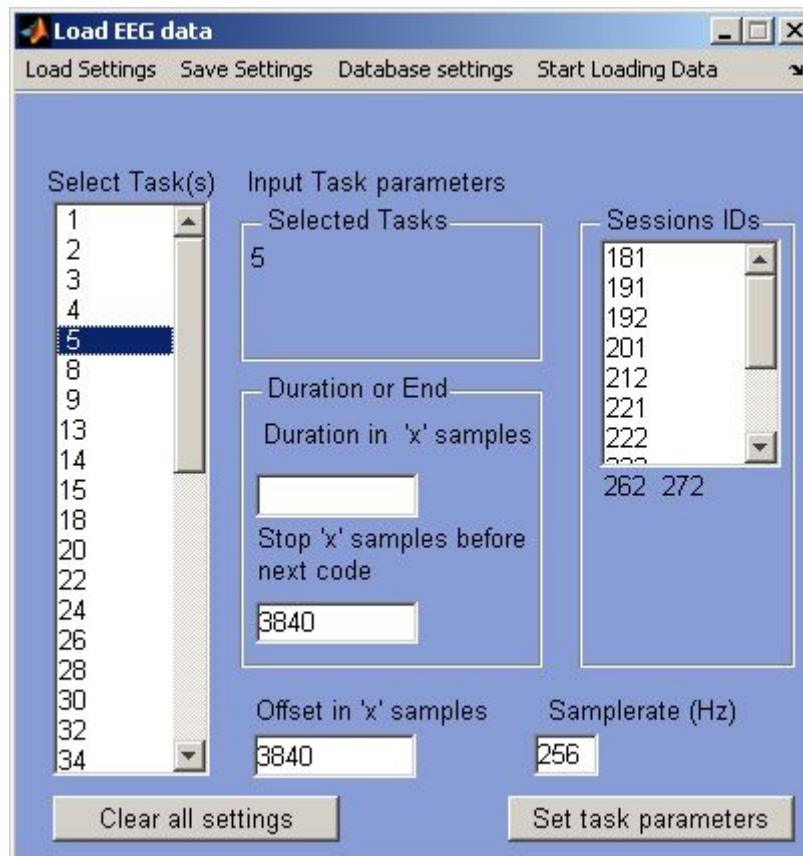 Load EEG data
Load Settings Save Settings Database settings Start Loading Data
Select Task(s)
1
2
3
4
5
8
9
13
14
15
18
20
22
24
26
28
30
32
34
Input Task parameters
Selected Tasks
5
Duration or End
Duration in 'x' samples
Stop 'x' samples before
next code
3840
Offset in 'x' samples
3840
Sessions IDs
181
191
192
201
212
221
222
262 272
Samplerate (Hz)
256
Clear all settings
Set task parameters